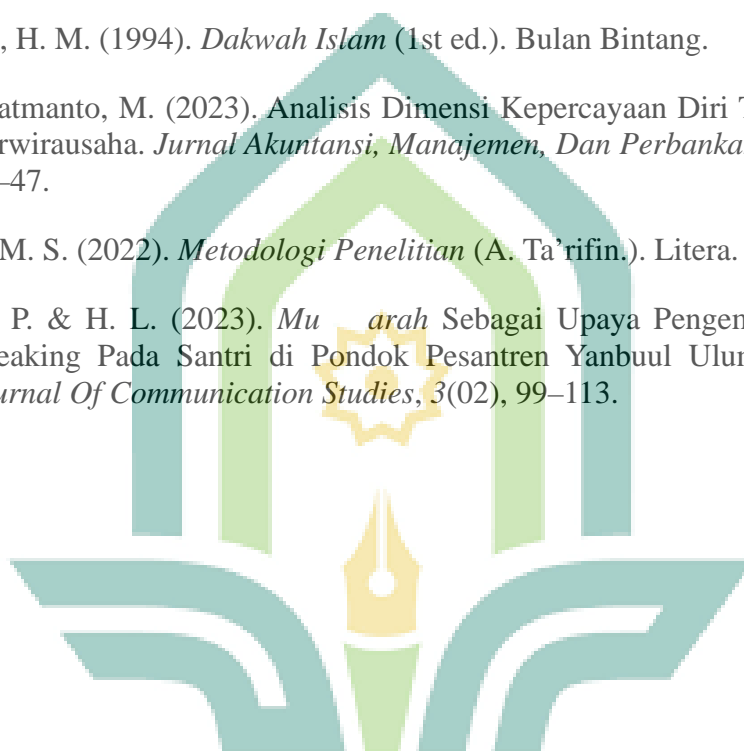 , H. M. (1994). Dakwah Islam (1st ed.). Bulan Bintang.
atmanto, M. (2023). Analisis Dimensi Kepercayaan Diri
rwirausaha. Jurnal Akuntansi, Manajemen, Dan Perbanka
–47.
M. S. (2022). Metodologi Penelitian (A. Ta’rifin.). Litera.
P. & H. L. (2023). Mu arah Sebagai Upaya Pengem
eaking Pada Santri di Pondok Pesantren Yanbuul Ulu
urnal Of Communication Studies, 3(02), 99–113.